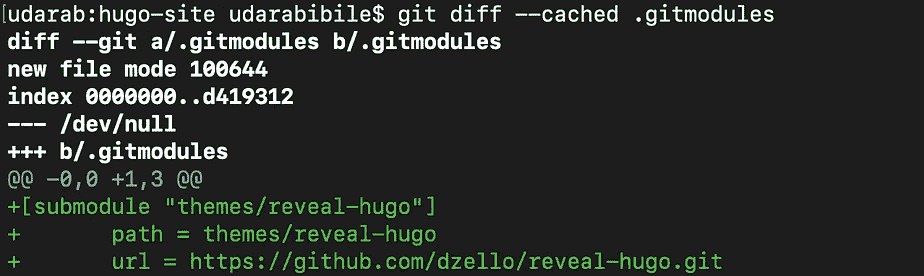 [udarab:hugo-site udarabibile$ git diff --cached .gitmodules
diff --git a/.gitmodules b/.gitmodules
new file mode 100644
index 0000000..d419312
--- /dev/null
+++ b/.gitmodules
@@ -0,0 +1,3 @@
+[submodule "themes/reveal-hugo"]
+       path = themes/reveal-hugo
+       url = https://github.com/dzello/reveal-hugo.git